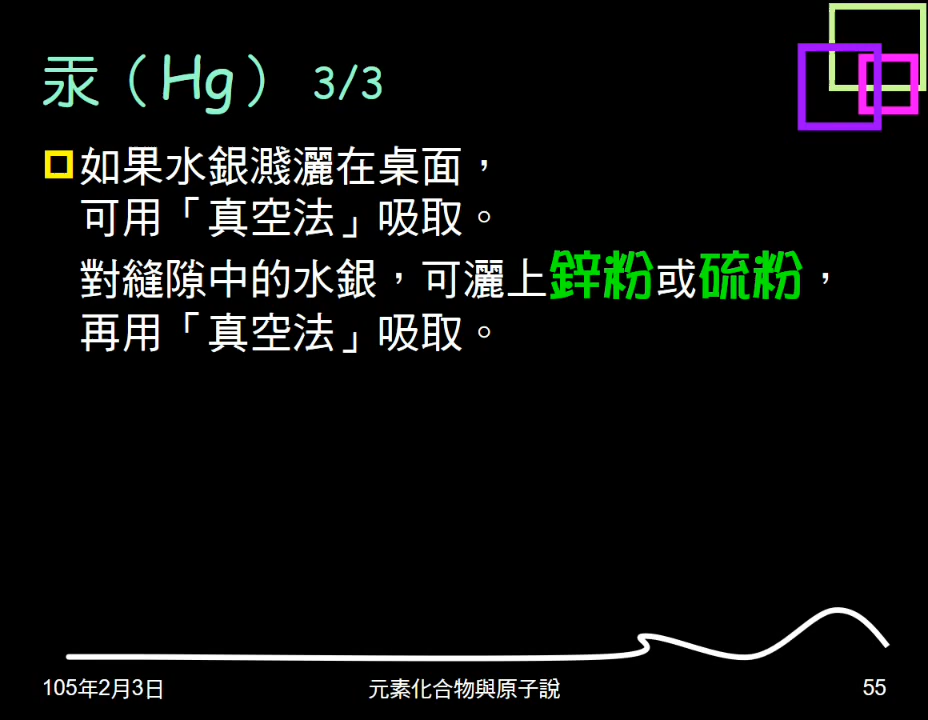 汞（Hg） 3/3
如果水銀濺灑在桌面，
可用「真空法」吸取。
對縫隙中的水銀，可灑上鋅粉或硫粉，
再用「真空法」吸取。
105年2月3日
元素化合物與原子說
55